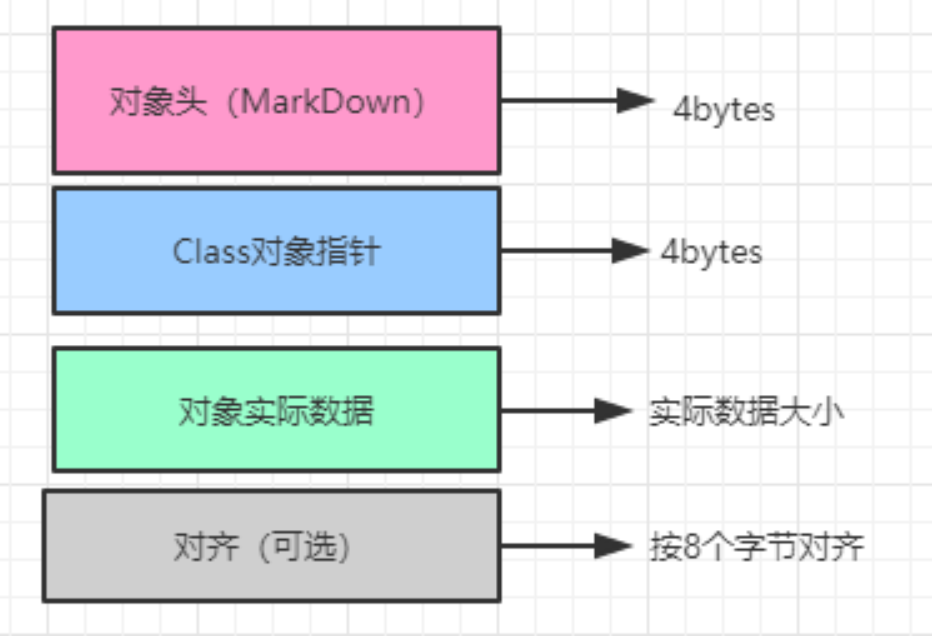 对象头（MarkDown）
4bytes
Class对象指针
4bytes
对象实际数据
实际数据大小
对齐（可选）
按8个字节对齐